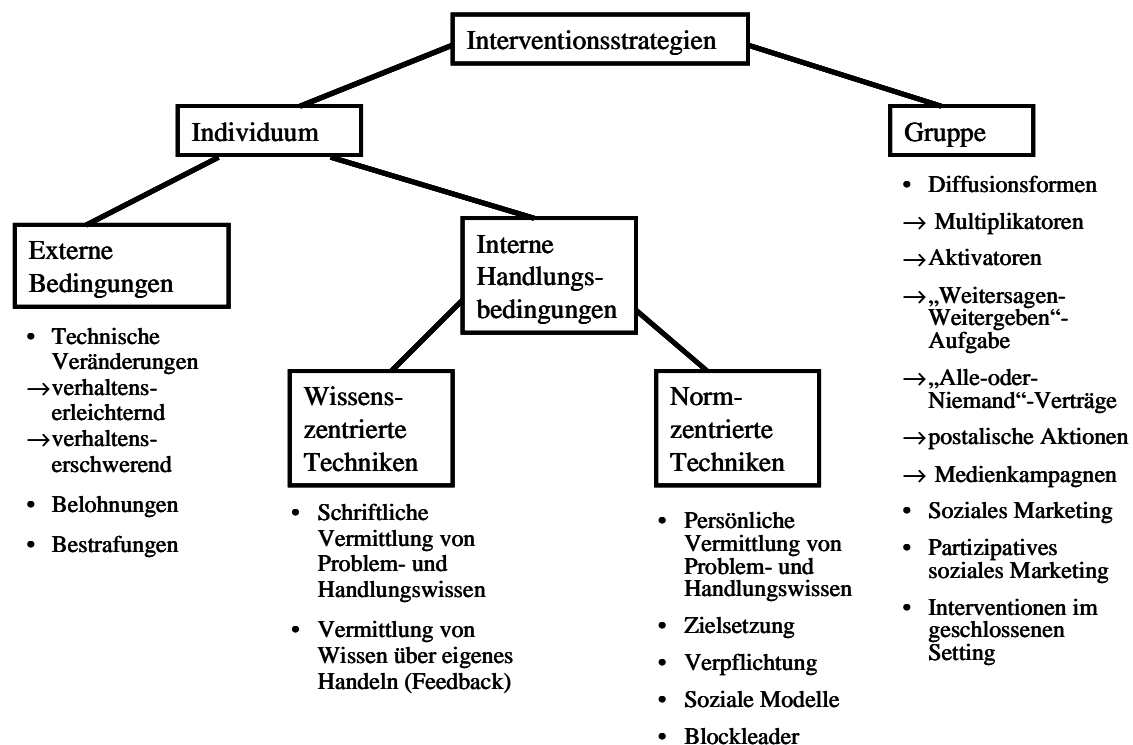 Interventionsstrategien
Individuum
Gruppe
Externe
Bedingungen
• Technische
Veränderungen
→verhaltens-
erleichternd
→verhaltens-
erschwerend
• Belohnungen
• Bestrafungen
Interne
Handlungs-
bedingungen
Wissens-
zentrierte
Techniken
• Schriftliche
Vermittlung von
Problem- und
Handlungswissen
• Vermittlung von
Wissen über eigenes
Handeln (Feedback)
Norm-
zentrierte
Techniken
• Persönliche
Vermittlung von
Problem- und
Handlungswissen
• Zielsetzung
• Verpflichtung
• Soziale Modelle
• Blockleader
• Diffusionsformen
→ Multiplikatoren
→Aktivatoren
→„Weitersagen-
Weitergeben“-
Aufgabe
→„Alle-oder-
Niemand“-Verträge
→postalische Aktionen
→ Medienkampagnen
• Soziales Marketing
• Partizipatives
soziales Marketing
• Interventionen im
geschlossenen
Setting